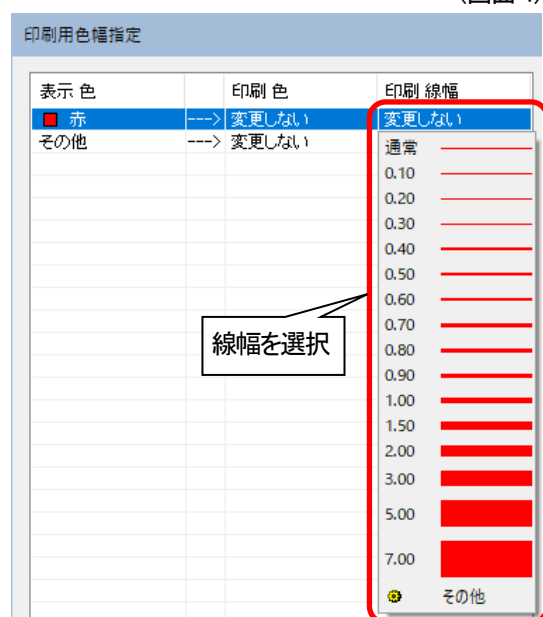 印刷用色幅指定
表示 色 印刷 色 印刷 線幅
赤 ---> 変更しない 変更しない
その他 ---> 変更しない
通常
0.10
0.20
0.30
0.40
0.50
0.60
0.70
0.80
0.90
1.00
1.50
2.00
3.00
5.00
7.00
その他
線幅を選択